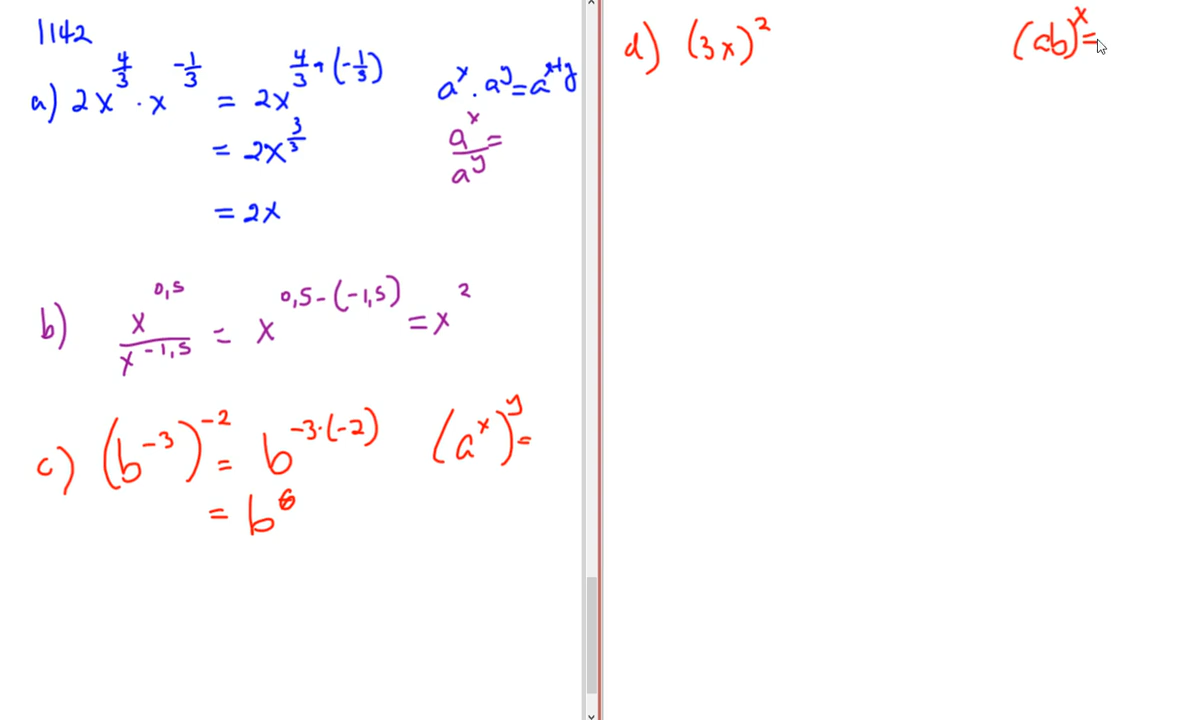 1142
a) 2x^{4/3} · x^{-1/3} = 2x^{4/3 + (-1/3)}
= 2x^{3/3}
= 2x
a^x · a^y = a^{x+y}
a^x / a^y =
b) x^{0,5} / x^{-1,5} = x^{0,5-(-1,5)} = x^2
c) (b^{-3})^{-2} = b^{-3·(-2)}
= b^6
(a^x)^y =
d) (3x)^2
(ab)^x =